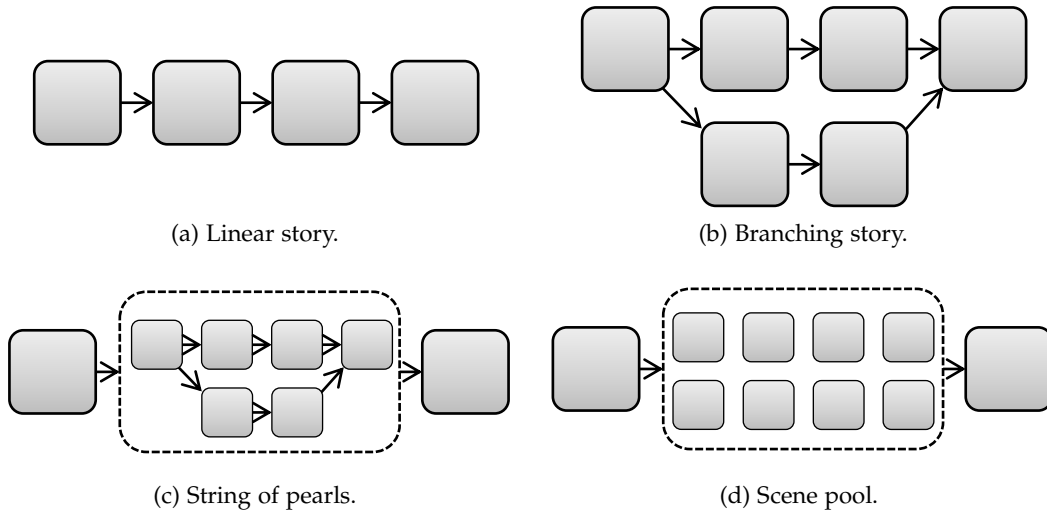 (a) Linear story.
(b) Branching story.
(c) String of pearls.
(d) Scene pool.